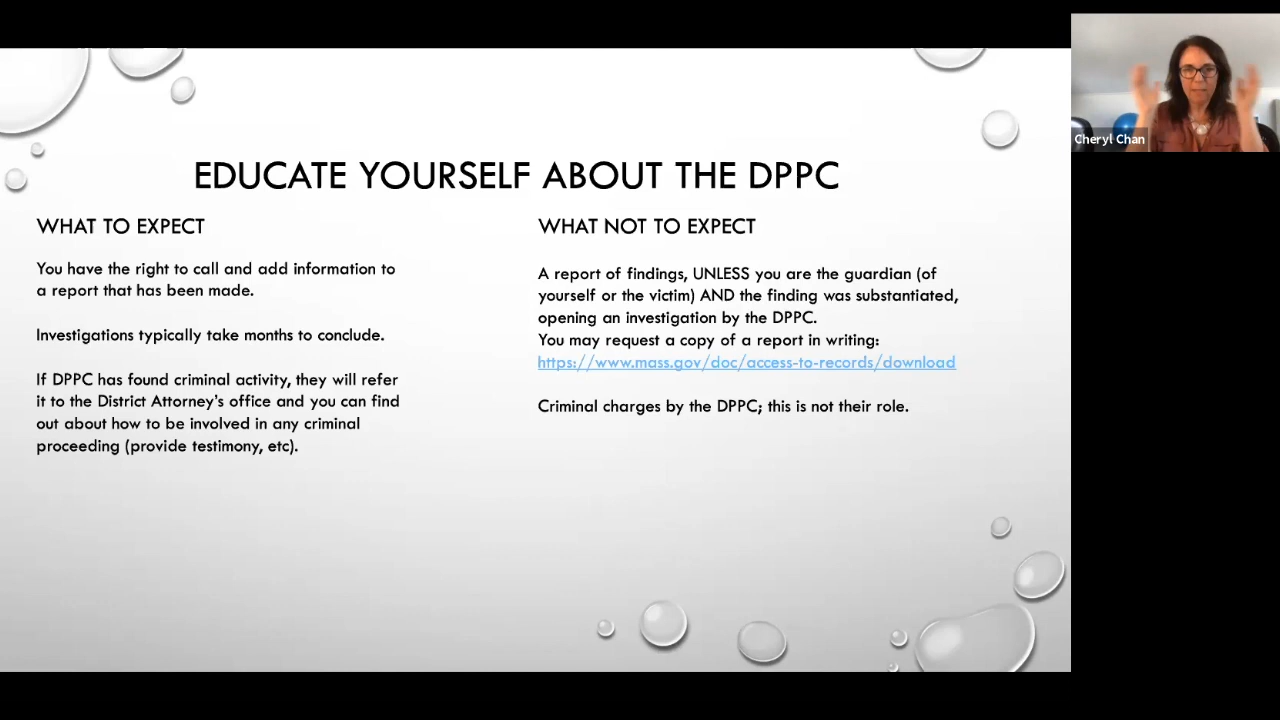 EDUCATE YOURSELF ABOUT THE DPPC
WHAT TO EXPECT
You have the right to call and add information to
a report that has been made.
Investigations typically take months to conclude.
If DPPC has found criminal activity, they will refer
it to the District Attorney's office and you can find
out about how to be involved in any criminal
proceeding (provide testimony, etc).
WHAT NOT TO EXPECT
A report of findings, UNLESS you are the guardian (of
yourself or the victim) AND the finding was substantiated,
opening an investigation by the DPPC.
You may request a copy of a report in writing:
https://www.mass.gov/doc/access-to-records/download
Criminal charges by the DPPC; this is not their role.
Cheryl Chan